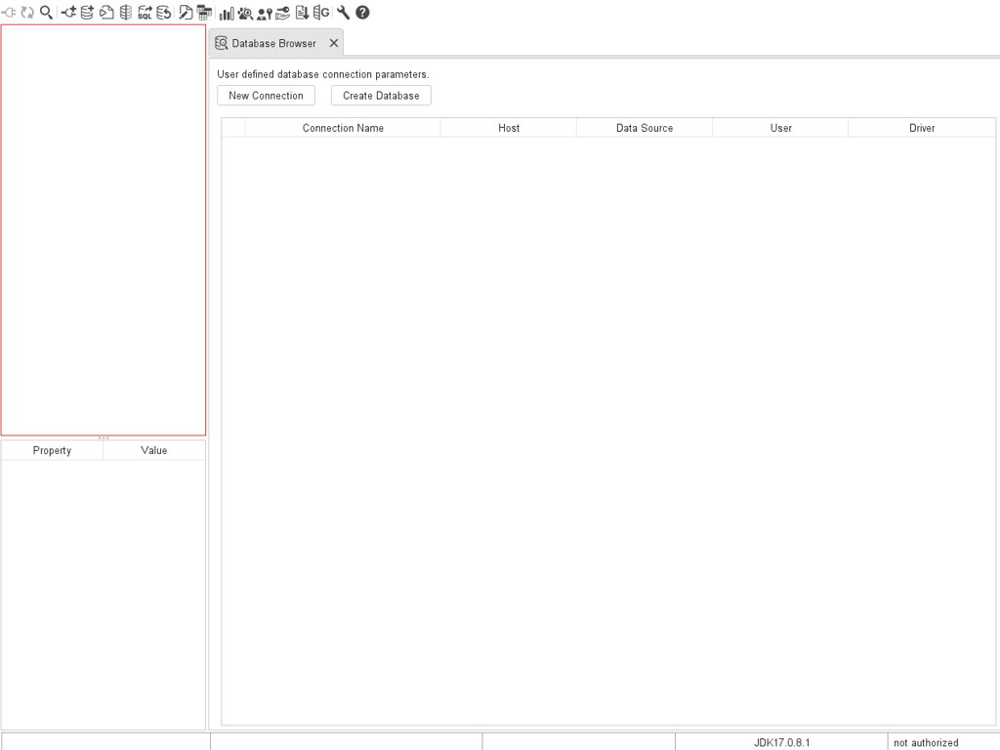 SQL
G
Database Browser
User defined database connection parameters.
New Connection
Create Database
Connection Name
Host
Data Source
User
Driver
Property
Value
JDK17.0.8.1
not authorized